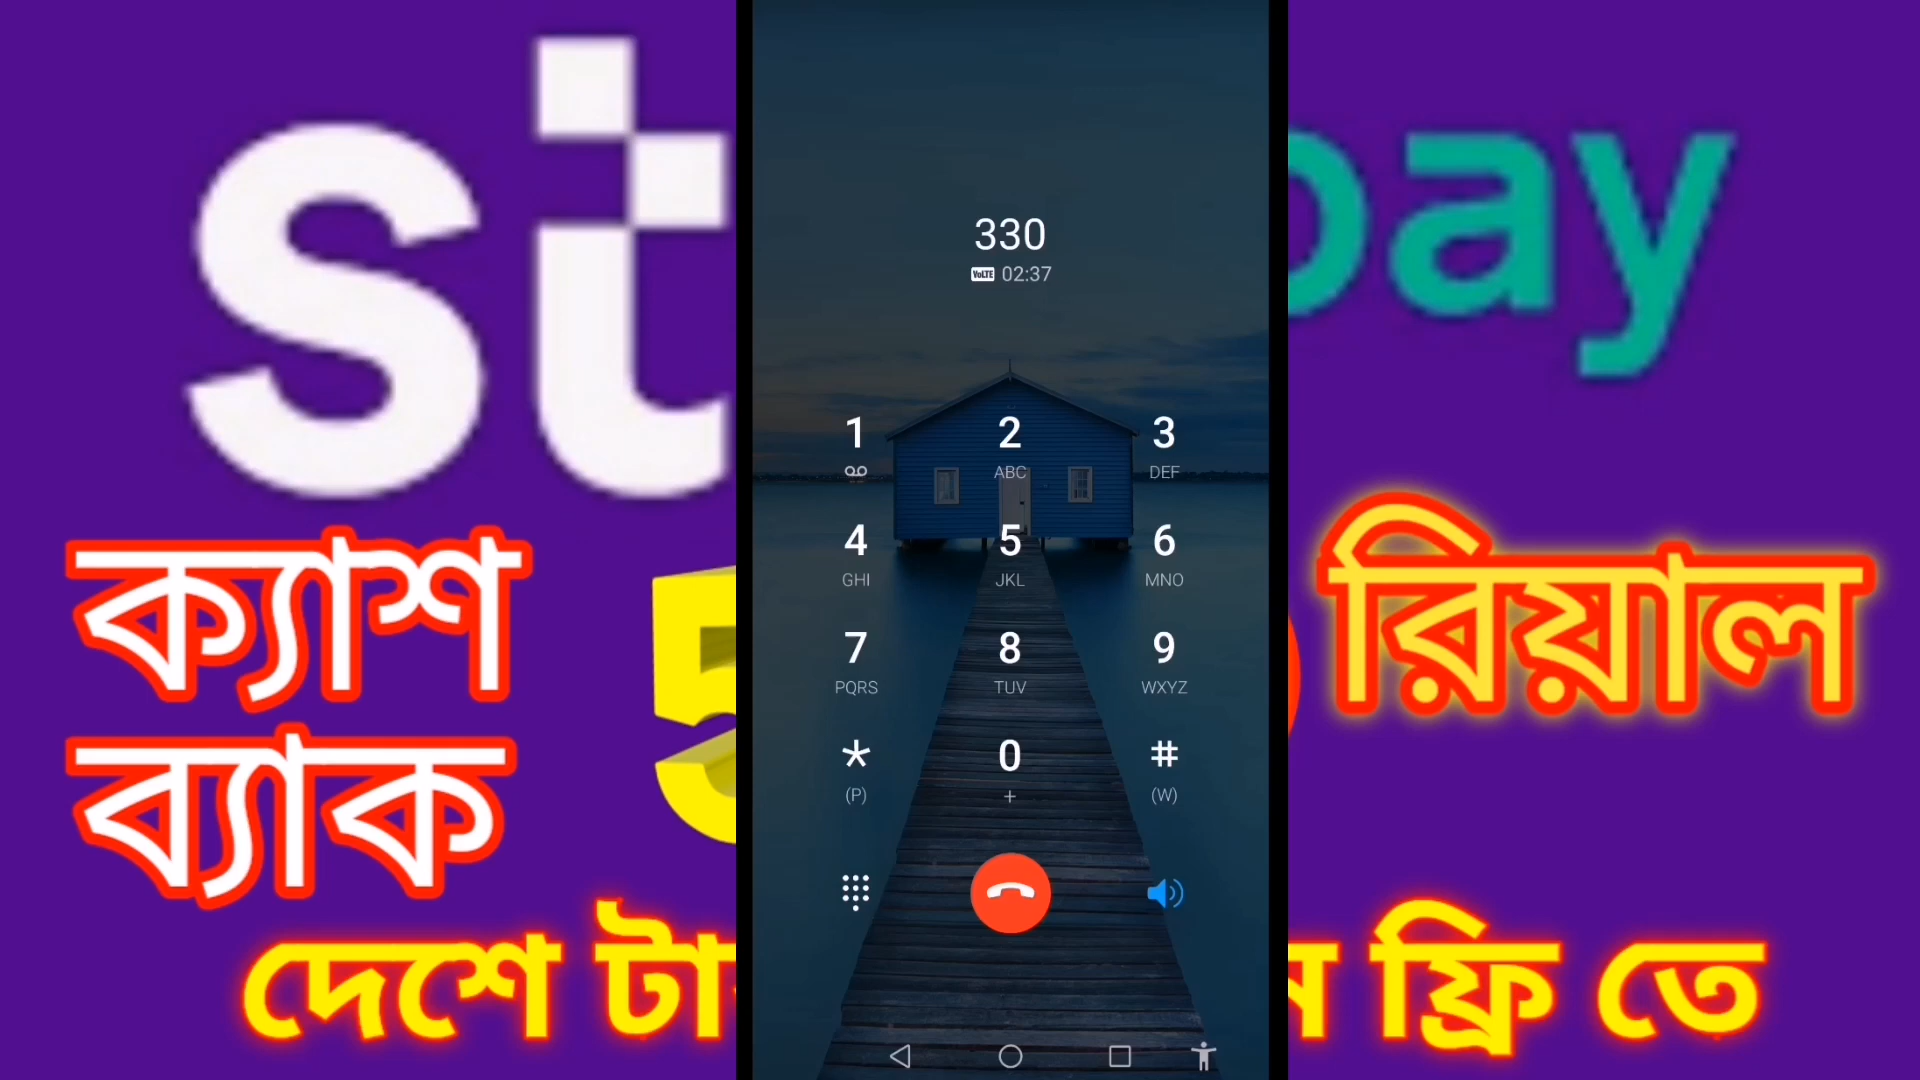 st
pay
330
VoLTE 02:37
1 2 3
ABC DEF
4 5 6
GHI JKL MNO
7 8 9
PQRS TUV WXYZ
* 0 #
(P) + (W)
ক্যাশ
ব্যাক
5
রিয়াল
দেশে
ফ্রি তে